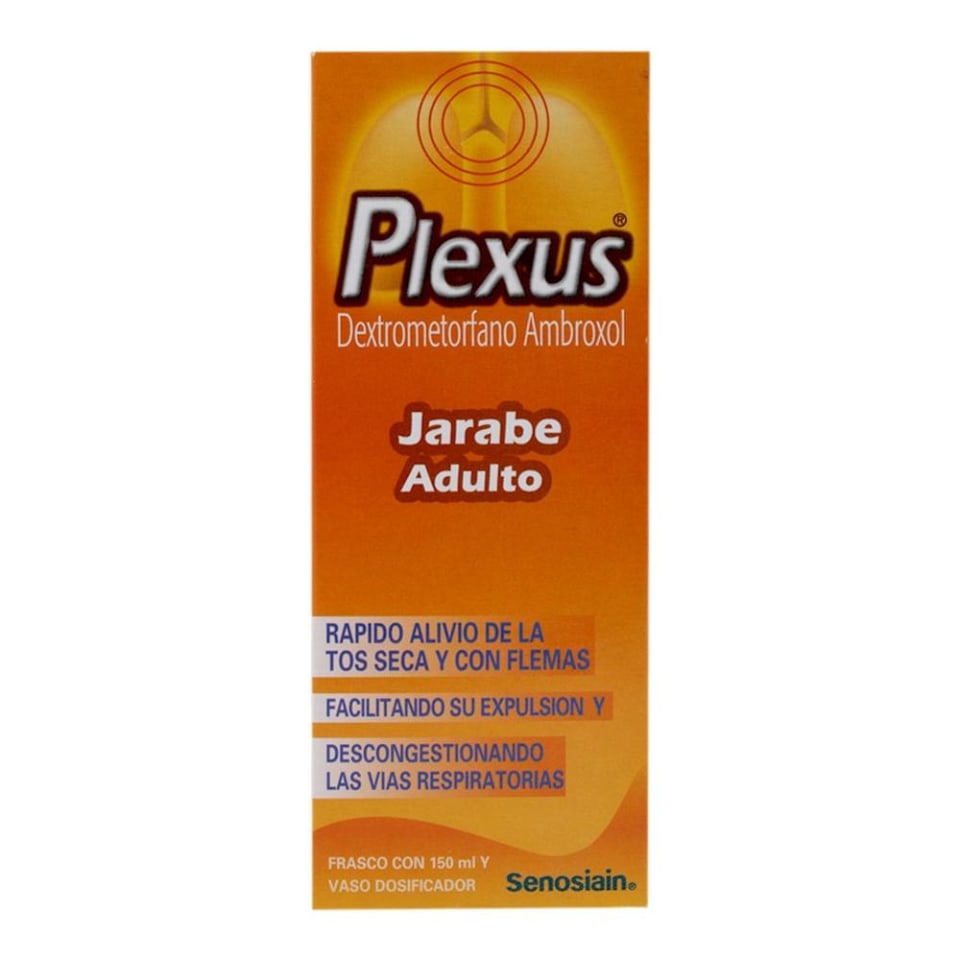 Plexus®
Dextrometorfano Ambroxol
Jarabe
Adulto
RAPIDO ALIVIO DE LA
TOS SECA Y CON FLEMAS
FACILITANDO SU EXPULSION Y
DESCONGESTIONANDO
LAS VIAS RESPIRATORIAS
FRASCO CON 150 ml Y
VASO DOSIFICADOR
Senosiain®